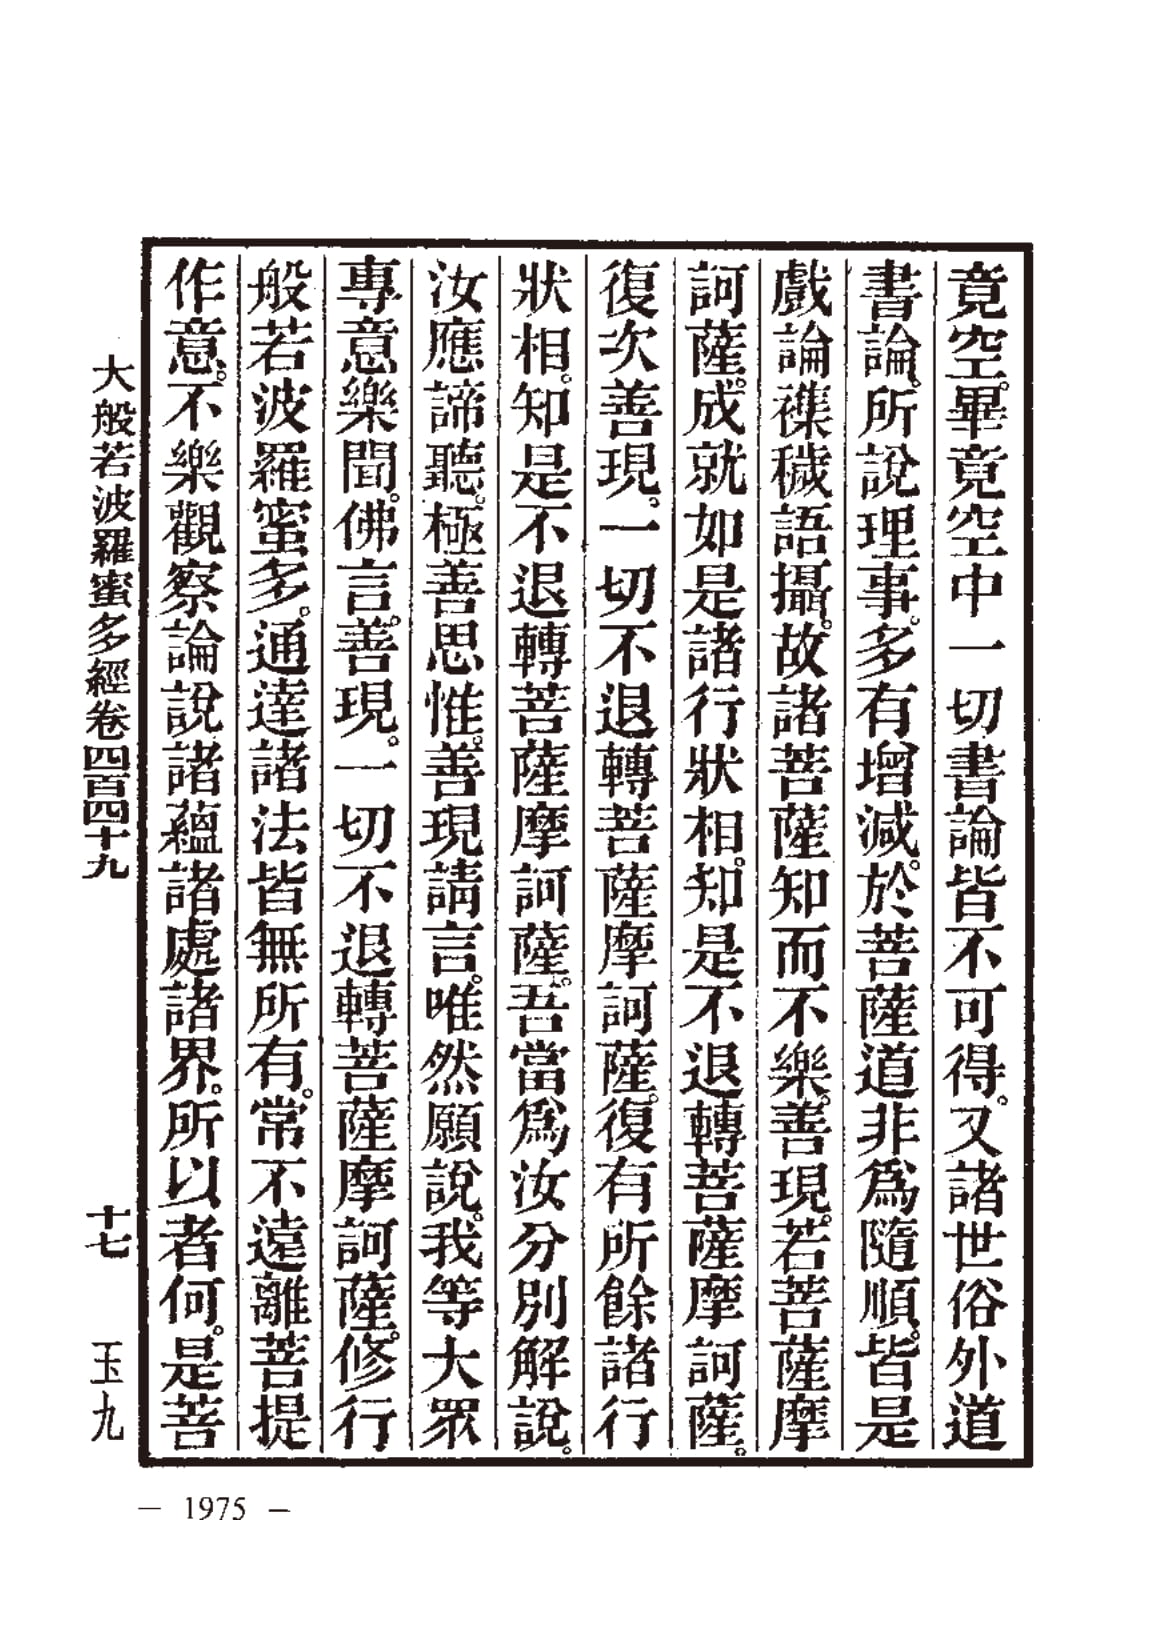 竟空。畢竟空中一切書論皆不可得。又諸世俗外道
書論。所說理事。多有增減。於菩薩道非爲隨順。皆是
戲論襍穢語攝。故諸菩薩知而不樂。善現。若菩薩摩
訶薩。成就如是諸行狀相。知是不退轉菩薩摩訶薩。
復次善現。一切不退轉菩薩摩訶薩。復有所餘諸行
狀相。知是不退轉菩薩摩訶薩。吾當爲汝分別解說。
汝應諦聽。極善思惟。善現請言。唯然願說。我等大眾
專意樂聞。佛言。善現。一切不退轉菩薩摩訶薩。修行
般若波羅蜜多。通達諸法皆無所有。常不遠離菩提
作意。不樂觀察論說諸蘊諸處諸界。所以者何。是菩
大般若波羅蜜多經卷四百四十九 十七 玉九
— 1975 —